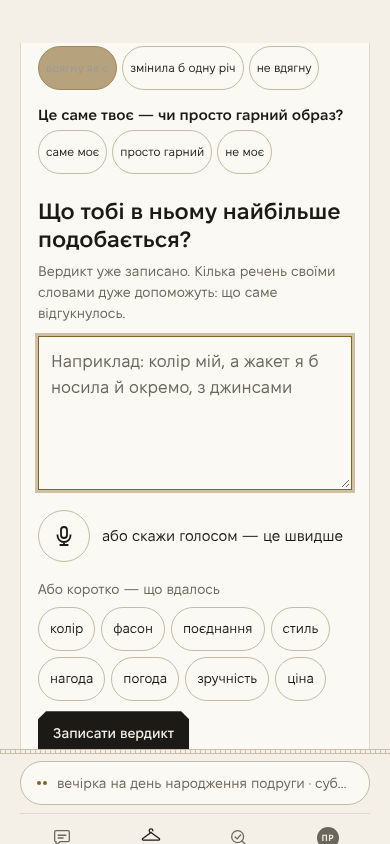 вдягну як є
змінила б одну річ
не вдягну
Це саме твоє — чи просто гарний образ?
саме моє
просто гарний
не моє
Що тобі в ньому найбільше
подобається?
Вердикт уже записано. Кілька речень своїми
словами дуже допоможуть: що саме
відгукнулось.
Наприклад: колір мій, а жакет я б
носила й окремо, з джинсами
або скажи голосом — це швидше
Або коротко — що вдалось
колір
фасон
поєднання
стиль
нагода
погода
зручність
ціна
Записати вердикт
вечірка на день народження подруги · суб...
ПР